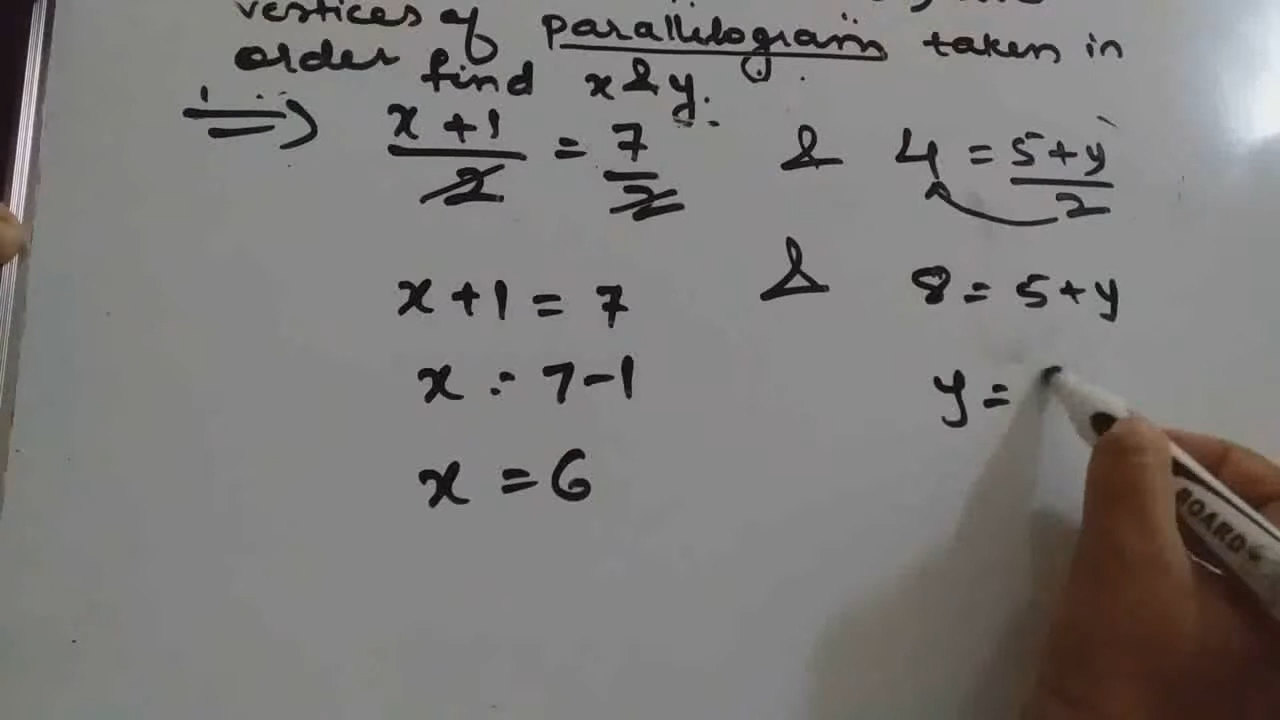 vertices of parallelogram taken in
order find x & y.
⇒ x + 1 / 2 = 7 / 2 & 4 = 5 + y / 2
x + 1 = 7 & 8 = 5 + y
x = 7 - 1 y =
x = 6
BOARD